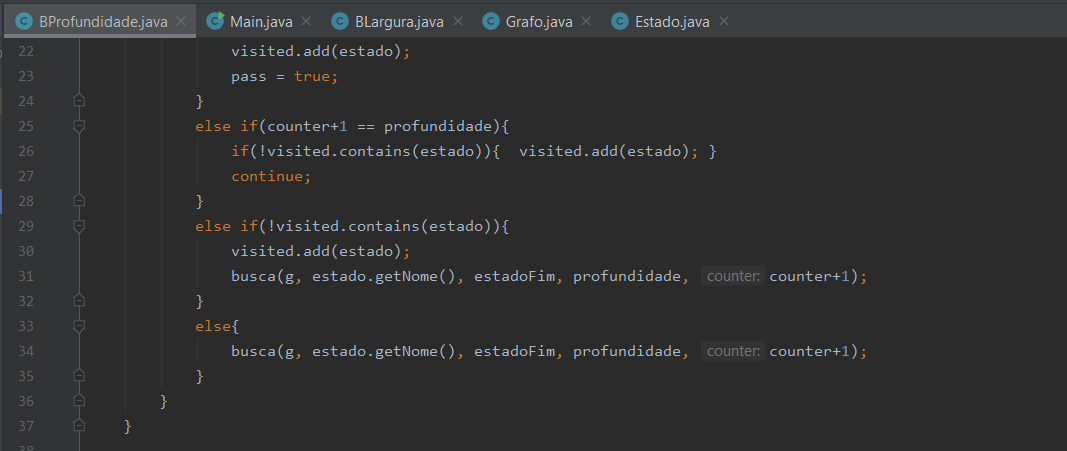 BProfundidade.java Main.java BLargura.java Grafo.java Estado.java
22 visited.add(estado);
23 pass = true;
24 }
25 else if(counter+1 == profundidade){
26 if(!visited.contains(estado)){ visited.add(estado); }
27 continue;
28 }
29 else if(!visited.contains(estado)){
30 visited.add(estado);
31 busca(g, estado.getNome(), estadoFim, profundidade, counter: counter+1);
32 }
33 else{
34 busca(g, estado.getNome(), estadoFim, profundidade, counter: counter+1);
35 }
36 }
37 }
38